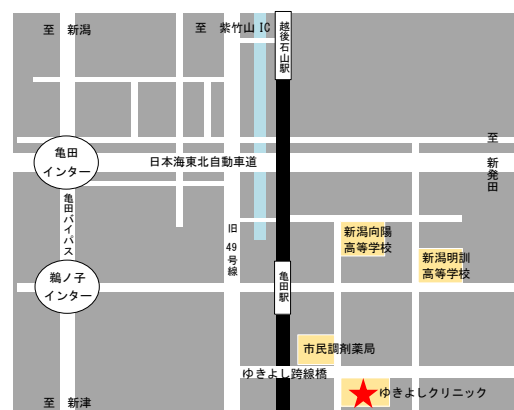 至 新潟
至 紫竹山IC
越後石山駅
亀田
インター
日本海東北自動車道
至 新発田
亀田バイパス
旧49号線
新潟向陽
高等学校
新潟明訓
高等学校
鵜ノ子
インター
亀田駅
市民調剤薬局
ゆきよし跨線橋
ゆきよしクリニック
至 新津